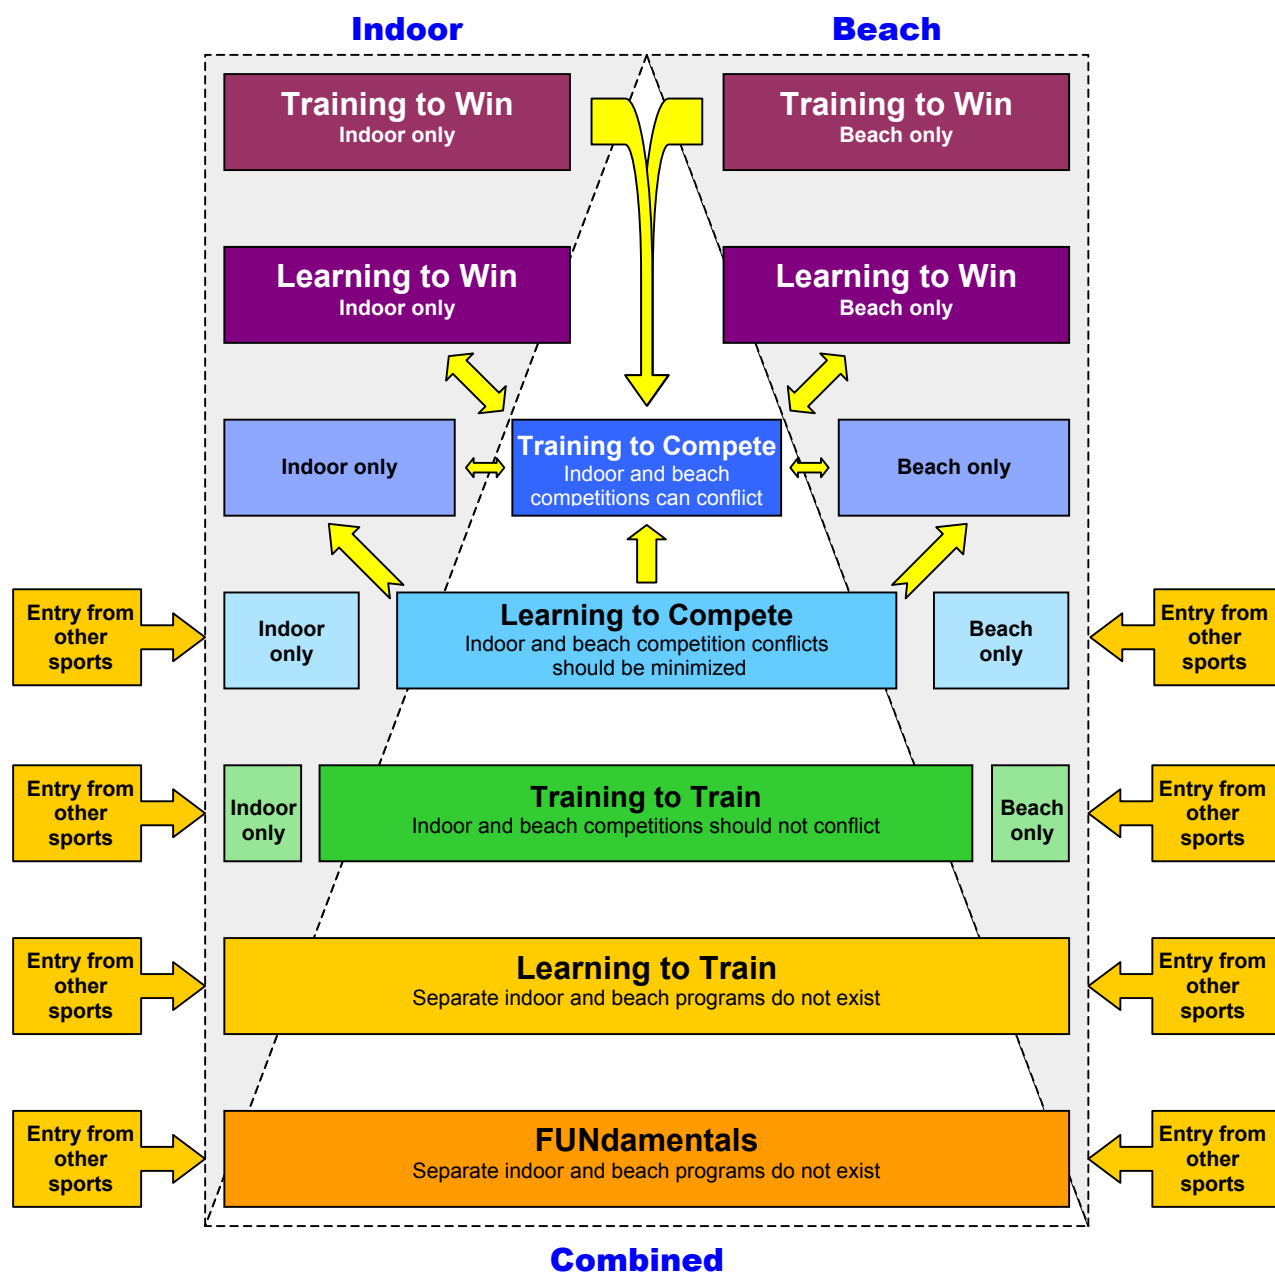 Indoor
Beach
Training to Win
Indoor only
Training to Win
Beach only
Learning to Win
Indoor only
Learning to Win
Beach only
Indoor only
Training to Compete
Indoor and beach
competitions can conflict
Beach only
Entry from
other
sports
Indoor
only
Learning to Compete
Indoor and beach competition conflicts
should be minimized
Beach
only
Entry from
other
sports
Entry from
other
sports
Indoor
only
Training to Train
Indoor and beach competitions should not conflict
Beach
only
Entry from
other
sports
Entry from
other
sports
Learning to Train
Separate indoor and beach programs do not exist
Entry from
other
sports
Entry from
other
sports
FUNdamentals
Separate indoor and beach programs do not exist
Entry from
other
sports
Combined